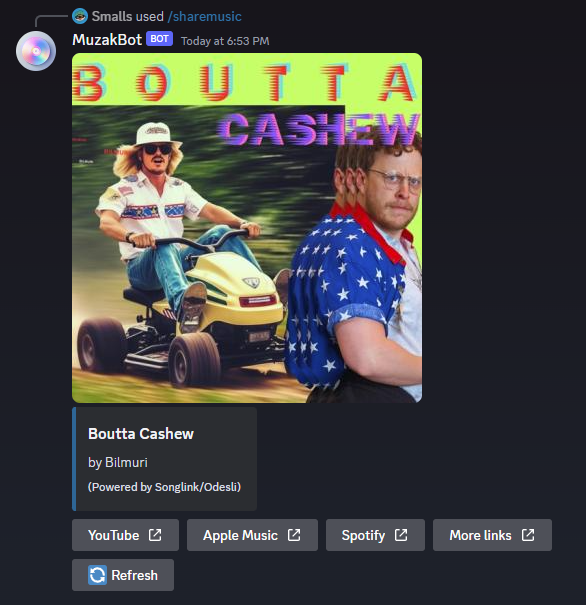 Smalls used /sharemusic
MuzakBot BOT Today at 6:53 PM
BOUTTA
CASHEW
Boutta Cashew
by Bilmuri
(Powered by Songlink/Odesli)
YouTube
Apple Music
Spotify
More links
Refresh